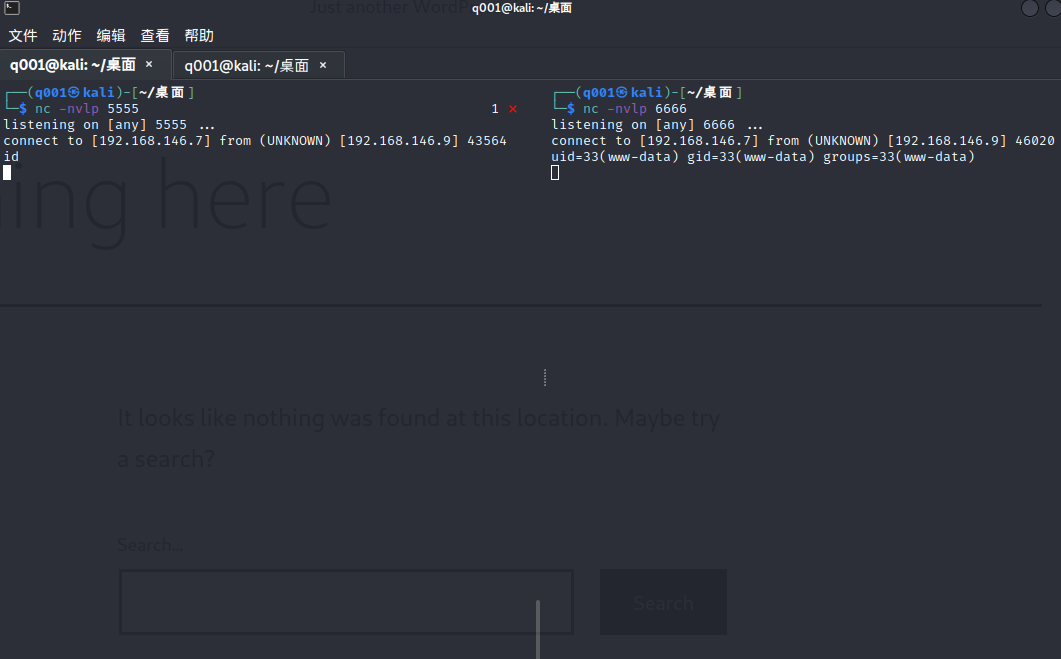 Just another WordP
q001@kali: ~/桌面
文件 动作 编辑 查看 帮助
q001@kali: ~/桌面 × q001@kali: ~/桌面 ×
┌──(q001㉿kali)-[~/桌面]
└─$ nc -nvlp 5555 1 ⨯
listening on [any] 5555 ...
connect to [192.168.146.7] from (UNKNOWN) [192.168.146.9] 43564
id
┌──(q001㉿kali)-[~/桌面]
└─$ nc -nvlp 6666
listening on [any] 6666 ...
connect to [192.168.146.7] from (UNKNOWN) [192.168.146.9] 46020
uid=33(www-data) gid=33(www-data) groups=33(www-data)
ing here
It looks like nothing was found at this location. Maybe try
a search?
Search...
Search